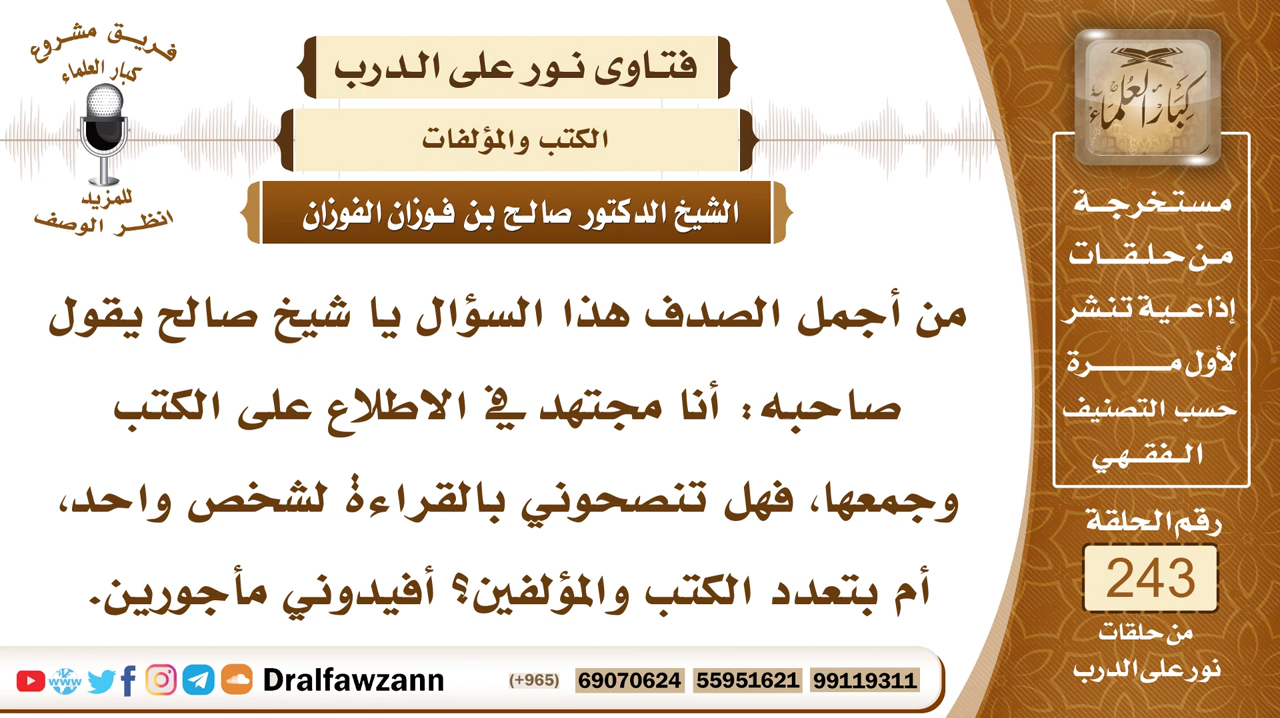 فريق مشروع
كبار العلماء
للمزيد
انظر الوصف
فتاوى نور على الدرب
الكتب والمؤلفات
الشيخ الدكتور صالح بن فوزان الفوزان
من أجمل الصدف هذا السؤال يا شيخ صالح يقول
صاحبه: أنا مجتهد في الاطلاع على الكتب
وجمعها، فهل تنصحوني بالقراءة لشخص واحد،
أم بتعدد الكتب والمؤلفين؟ أفيدوني مأجورين.
كبار العلماء
مستخرجة
من حلقات
إذاعية تنشر
لأول مرة
حسب التصنيف
الفقهي
رقم الحلقة
243
من حلقات
نور على الدرب
www
Dralfawzann
(+965) 69070624 55951621 99119311